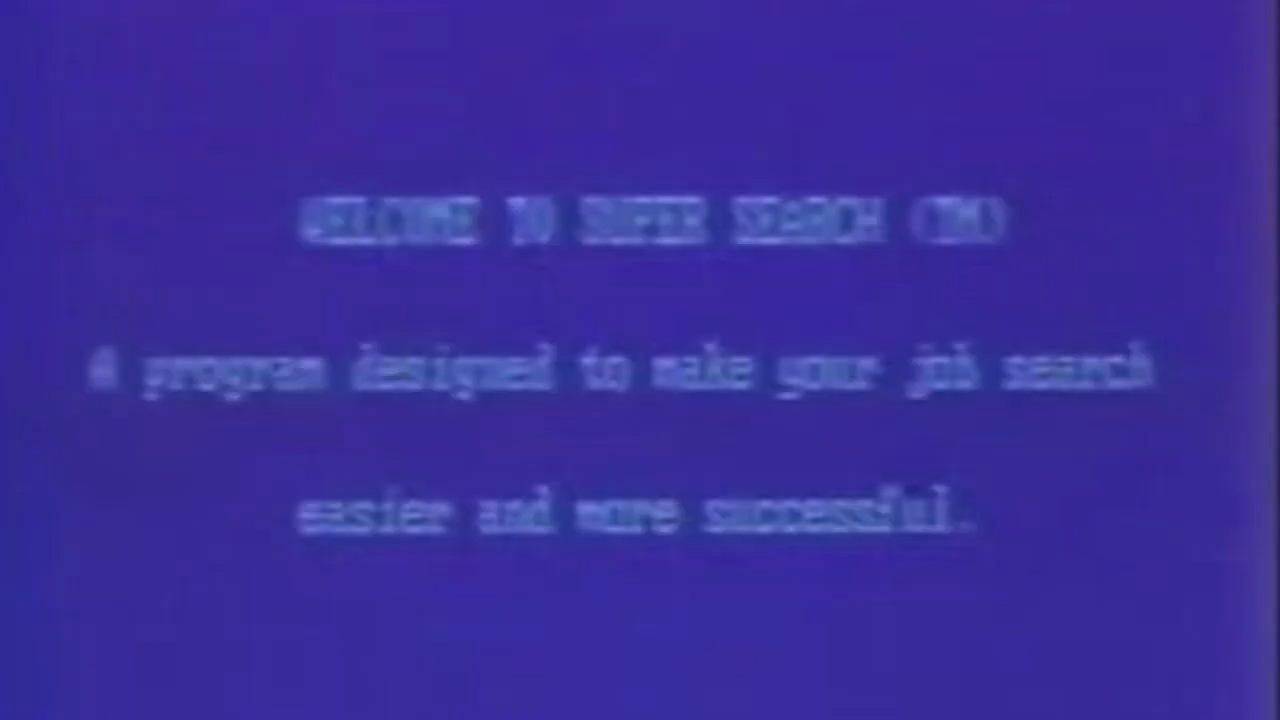 WELCOME TO SUPER SEARCH (TM)
A program designed to make your job search
easier and more successful.